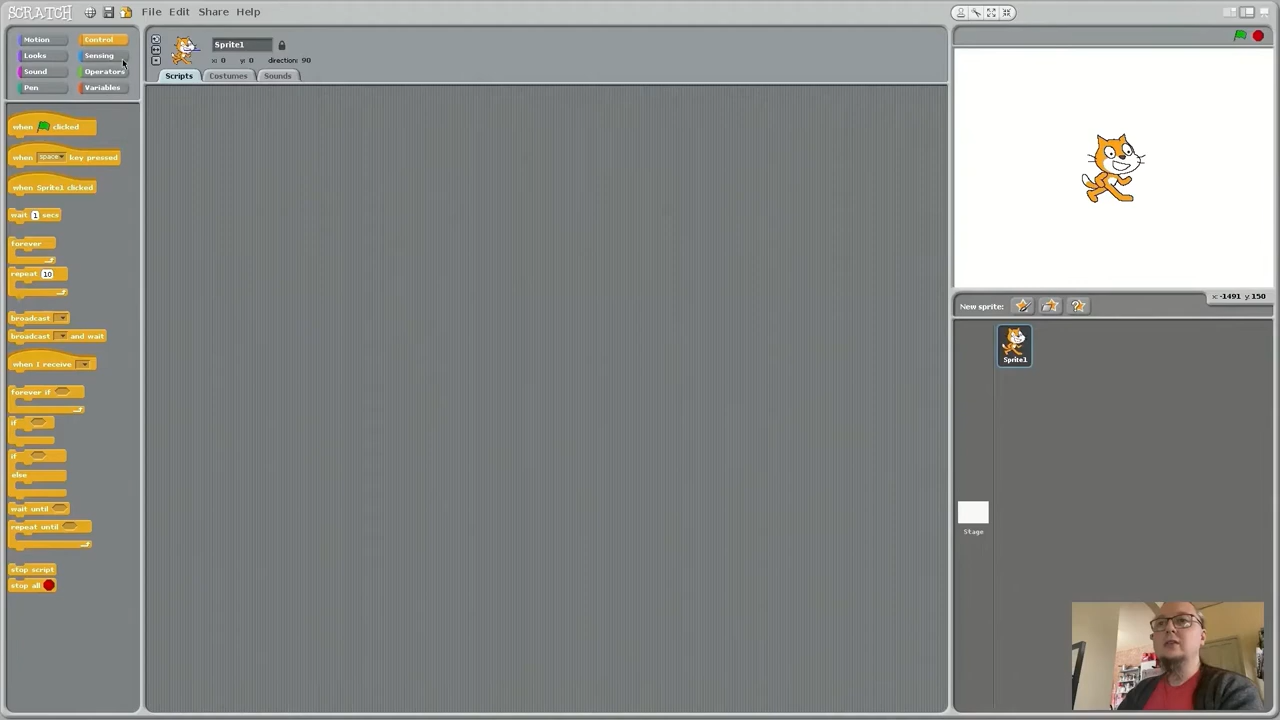 SCRATCH File Edit Share Help
Motion Control
Looks Sensing
Sound Operators
Pen Variables
Sprite1
x: 0 y: 0 direction: 90
Scripts Costumes Sounds
when clicked
when space key pressed
when Sprite1 clicked
wait 1 secs
forever
repeat 10
broadcast
broadcast and wait
when I receive
forever if
if
if
else
wait until
repeat until
stop script
stop all
x: -1491 y: 150
New sprite:
Sprite1
Stage